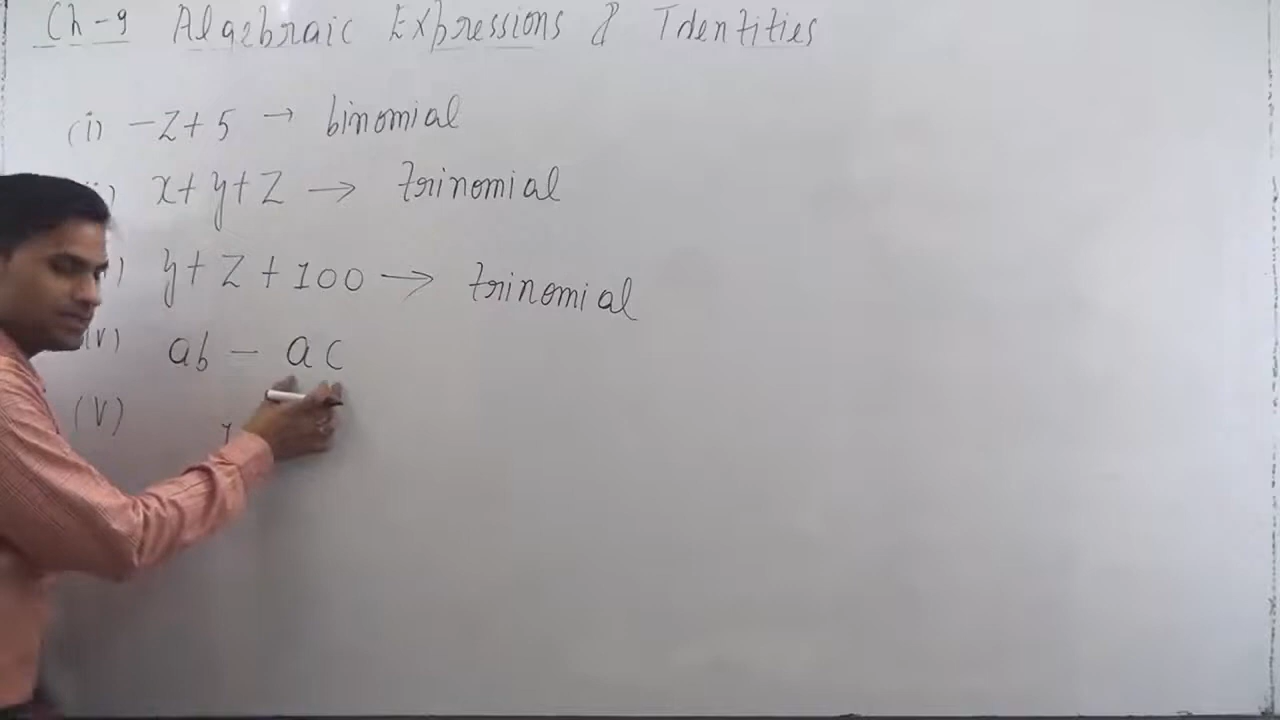 Ch-9 Algebraic Expressions & Identities
(i) -z+5 → binomial
) x+y+z → trinomial
) y+z+100 → trinomial
(V) ab - ac
(V)